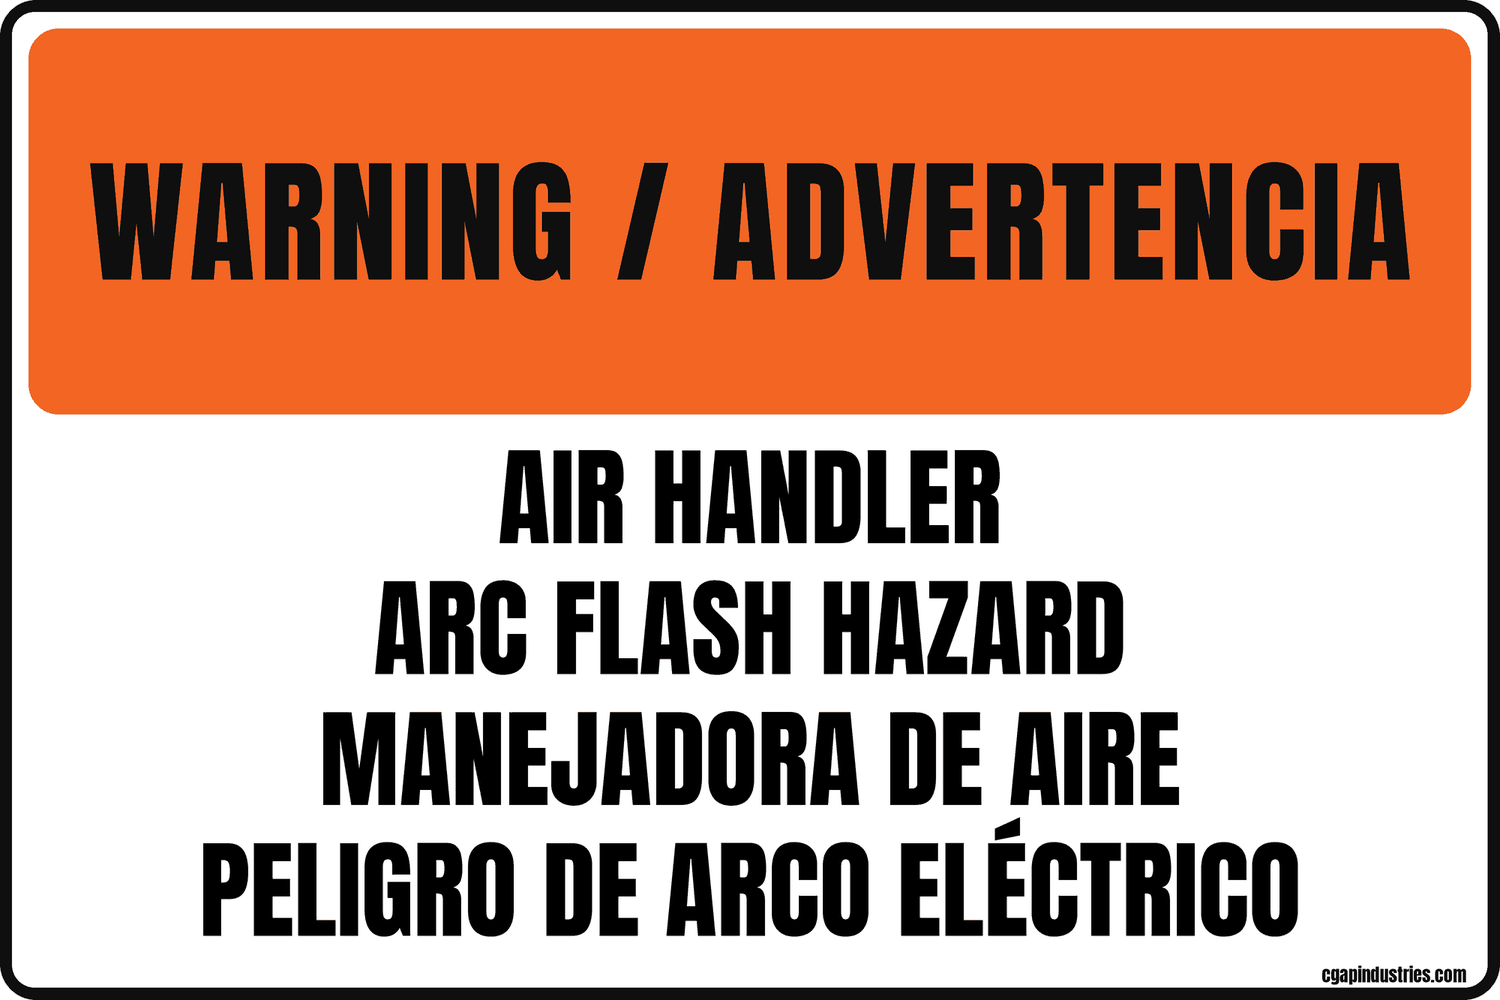 WARNING / ADVERTENCIA
AIR HANDLER
ARC FLASH HAZARD
MANEJADORA DE AIRE
PELIGRO DE ARCO ELÉCTRICO
cgapindustries.com